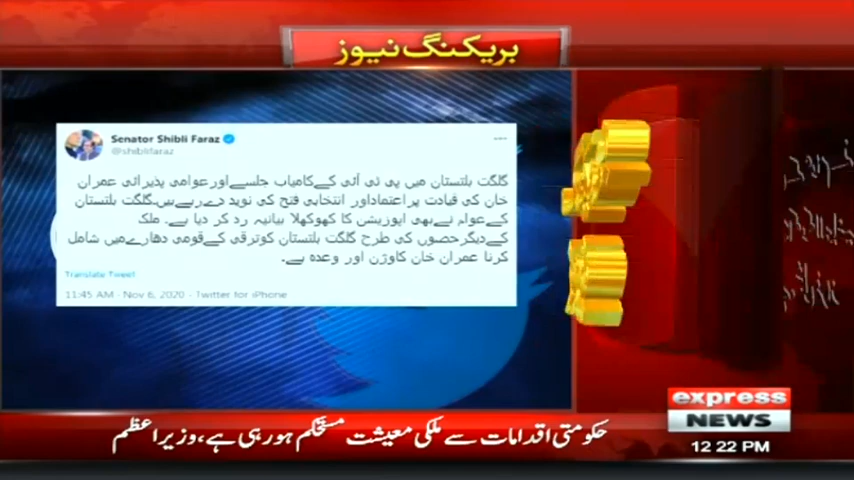 بریکنگ نیوز
Senator Shibli Faraz
@shiblifaraz
گلگت بلتستان میں پی ٹی آئی کے کامیاب جلسے اور عوامی پذیرائی عمران
خان کی قیادت پر اعتماد اور انتخابی فتح کی نوید دے رہے ہیں۔ گلگت بلتستان
کے عوام نے بھی اپوزیشن کا کھوکھلا بیانیہ رد کر دیا ہے۔ ملک
کے دیگر حصوں کی طرح گلگت بلتستان کو ترقی کے قومی دھارے میں شامل
کرنا عمران خان کا وژن اور وعدہ ہے۔
Translate Tweet
11:45 AM - Nov 6, 2020 - Twitter for iPhone
express
NEWS
12:22 PM
حکومتی اقدامات سے ملکی معیشت مستحکم ہو رہی ہے، وزیراعظم